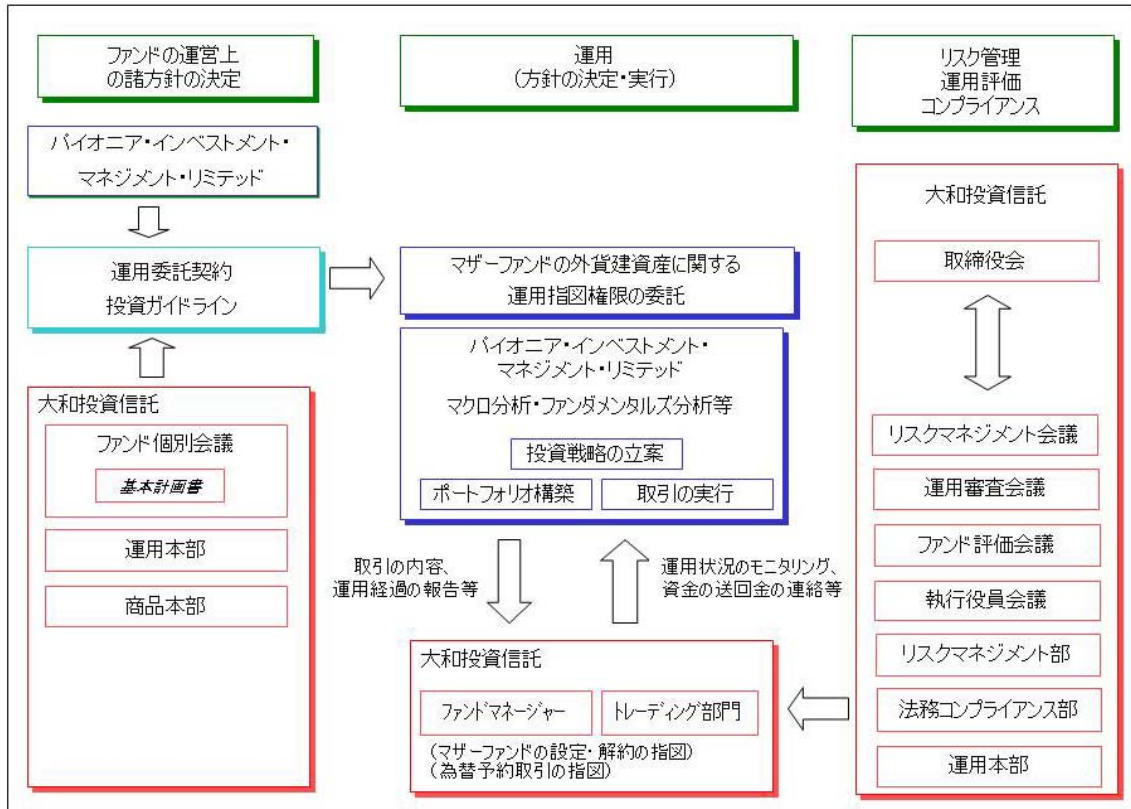 ファンドの運営上
の諸方針の決定
運用
(方針の決定・実行)
リスク管理
運用評価
コンプライアンス
パイオニア・インベストメント・
マネジメント・リミテッド
運用委託契約
投資ガイドライン
大和投資信託
ファンド個別会議
基本計画書
運用本部
商品本部
マザーファンドの外貨建資産に関する
運用指図権限の委託
パイオニア・インベストメント・
マネジメント・リミテッド
マクロ分析・ファンダメンタルズ分析等
投資戦略の立案
ポートフォリオ構築
取引の実行
取引の内容、
運用経過の報告等
運用状況のモニタリング、
資金の送回金の連絡等
大和投資信託
ファンドマネージャー
トレーディング部門
(マザーファンドの設定・解約の指図)
(為替予約取引の指図)
大和投資信託
取締役会
リスクマネジメント会議
運用審査会議
ファンド評価会議
執行役員会議
リスクマネジメント部
法務コンプライアンス部
運用本部